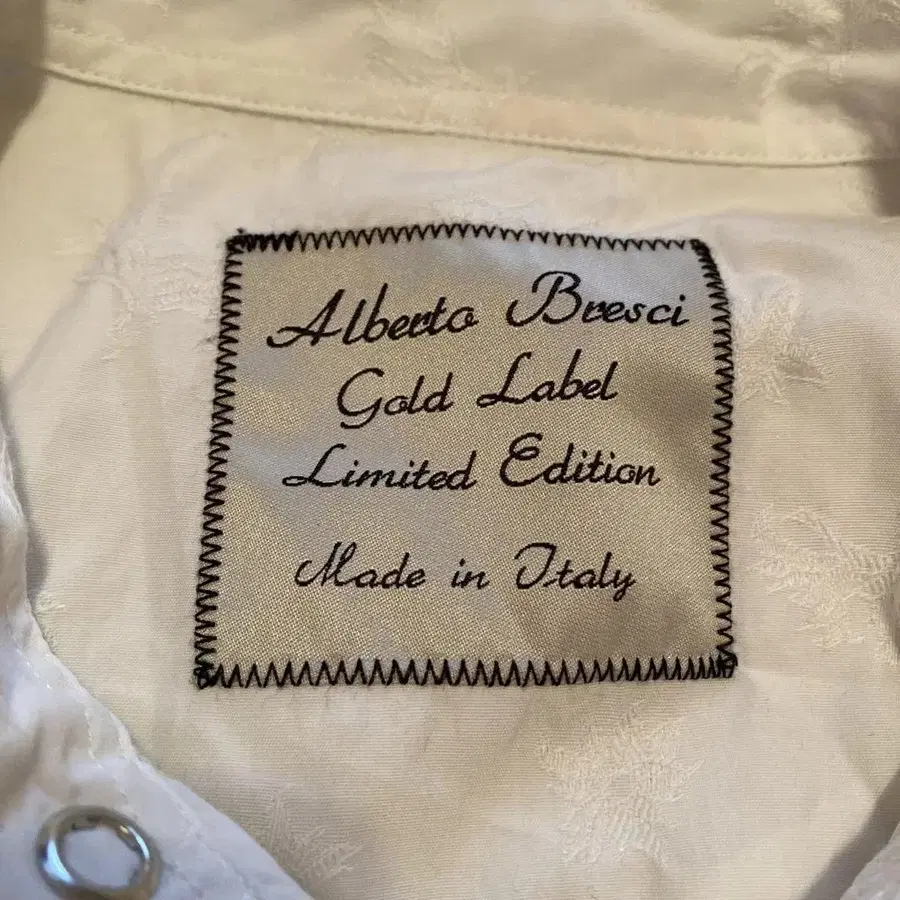 Alberto Bresci
Gold Label
Limited Edition
Made in Italy